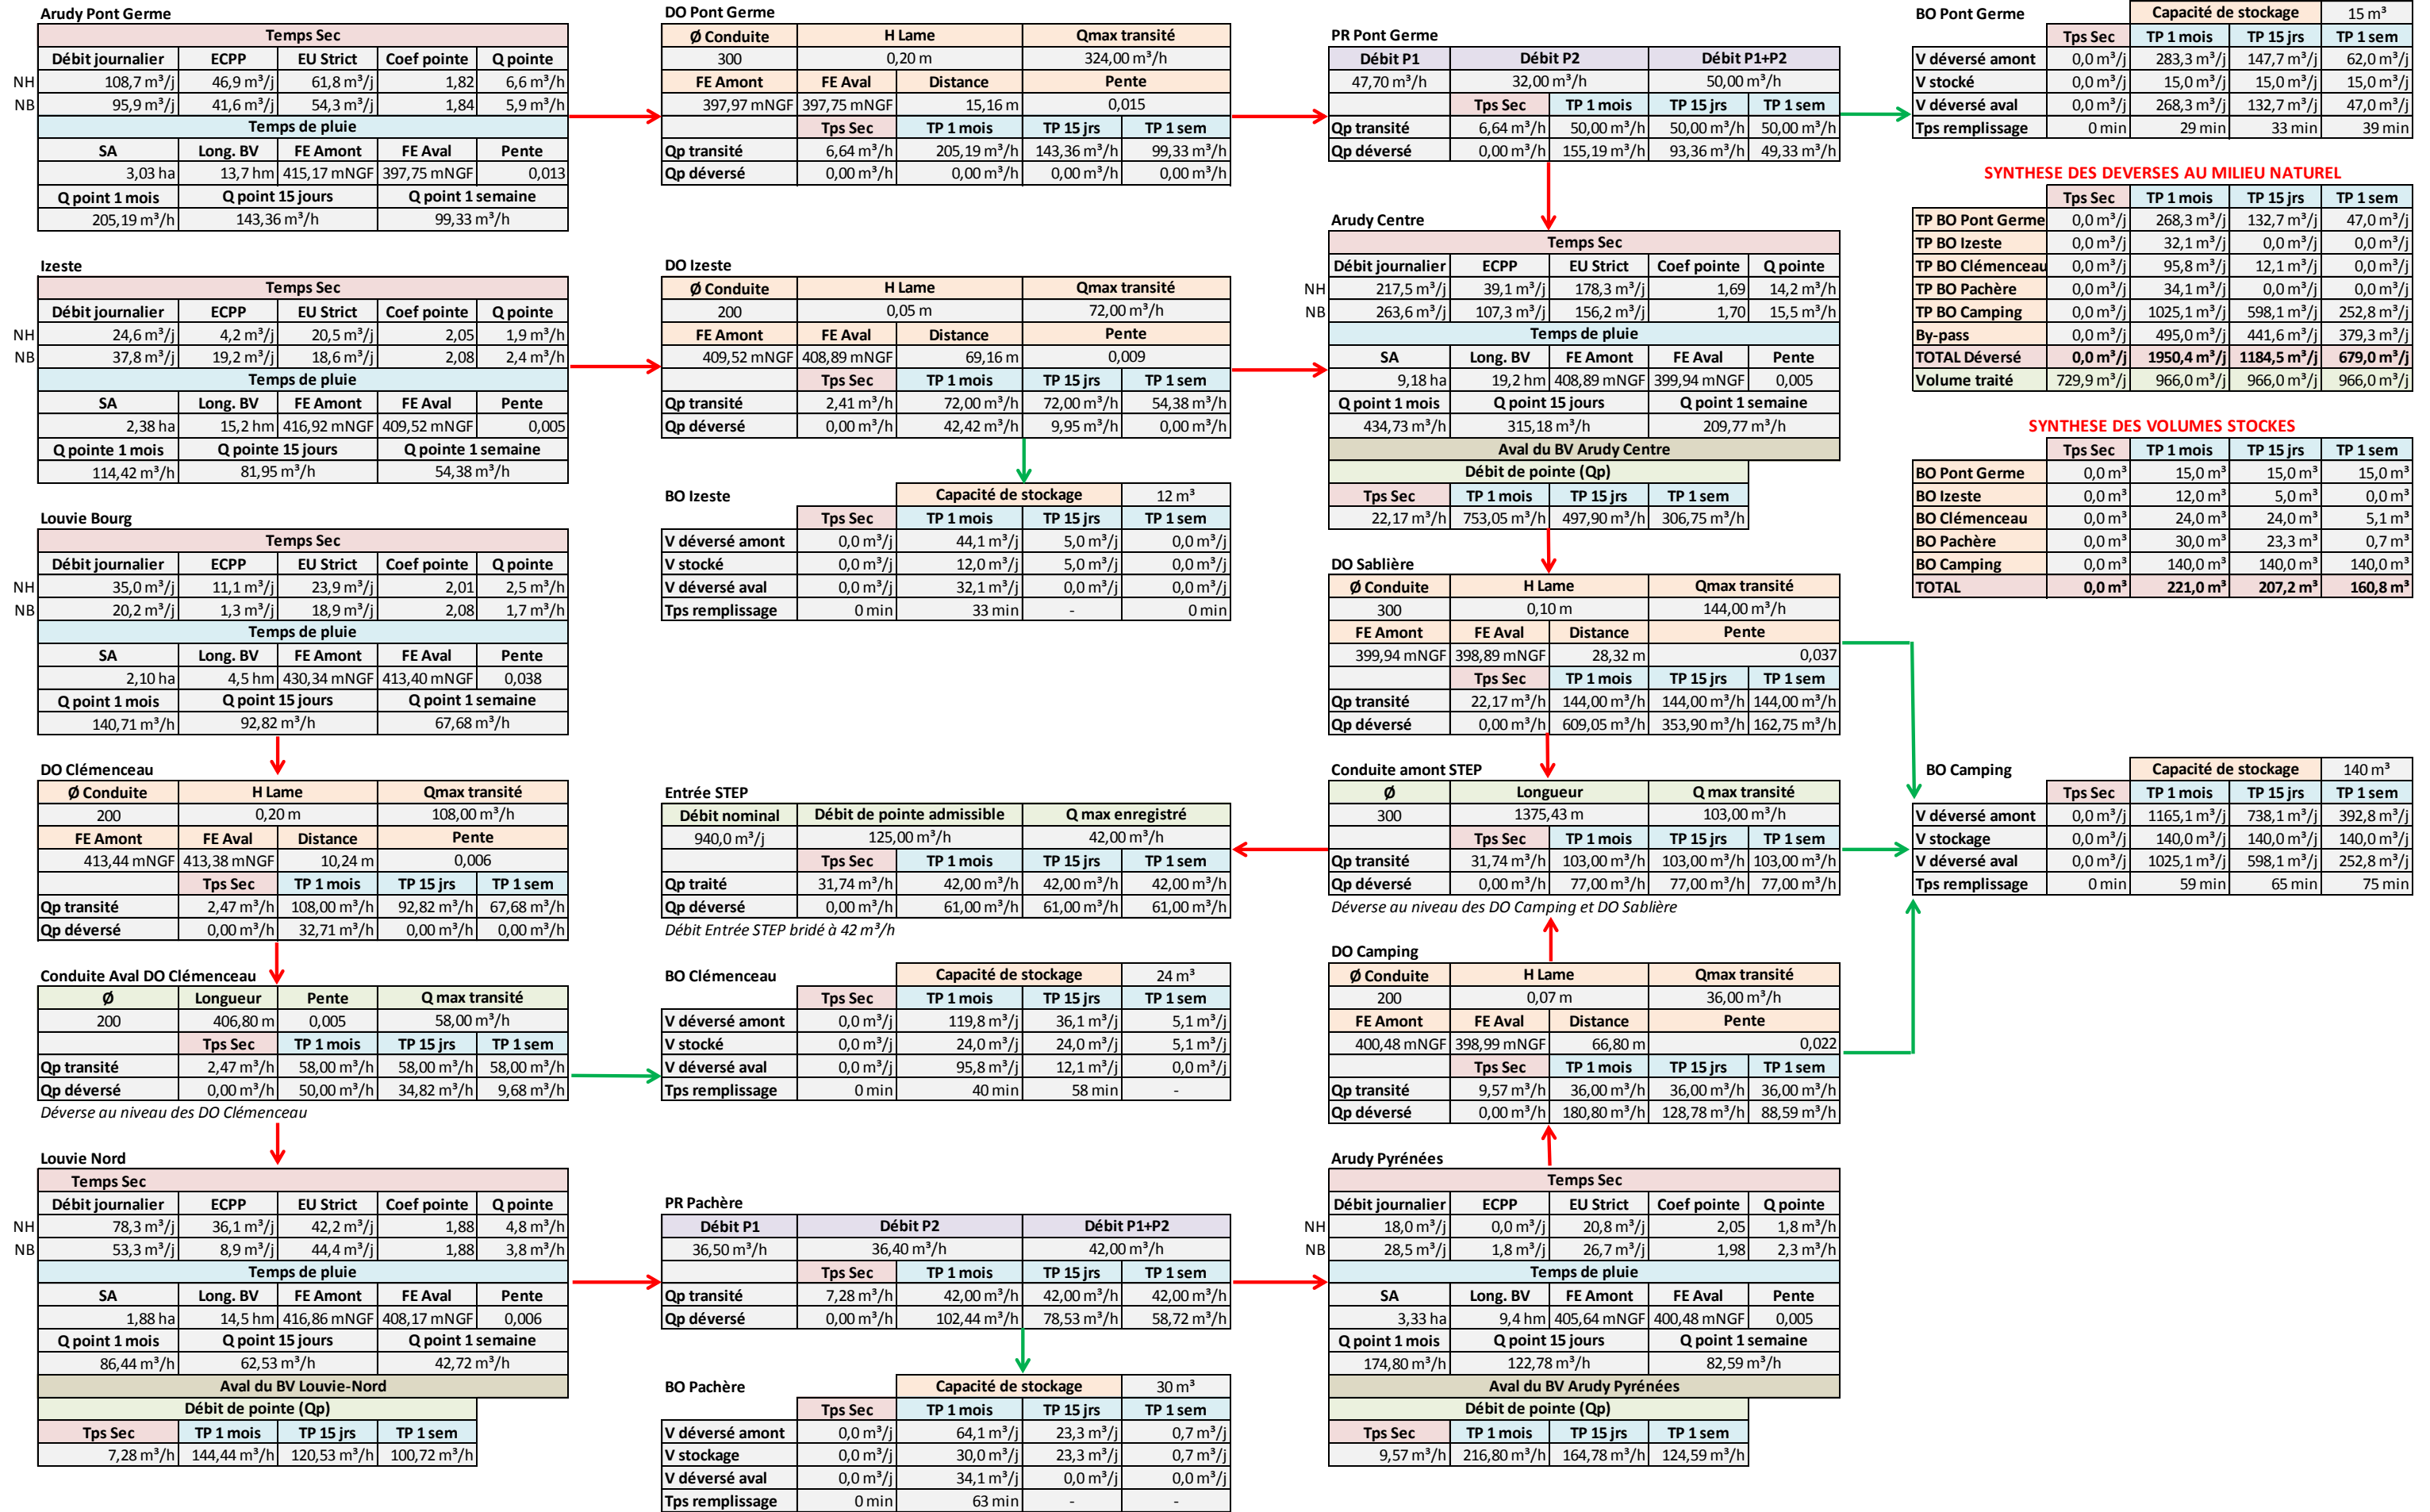 Arudy Pont Germe
Temps Sec
Débit journalier ECPP EU Strict Coef pointe Q pointe
NH 108,7 m³/j 46,9 m³/j 61,8 m³/j 1,82 6,6 m³/h
NB 95,9 m³/j 41,6 m³/j 54,3 m³/j 1,84 5,9 m³/h
Temps de pluie
SA Long. BV FE Amont FE Aval Pente
3,03 ha 13,7 hm 415,17 mNGF 397,75 mNGF 0,013
Q point 1 mois Q point 15 jours Q point 1 semaine
205,19 m³/h 143,36 m³/h 99,33 m³/h
Izeste
Temps Sec
Débit journalier ECPP EU Strict Coef pointe Q pointe
NH 24,6 m³/j 4,2 m³/j 20,5 m³/j 2,05 1,9 m³/h
NB 37,8 m³/j 19,2 m³/j 18,6 m³/j 2,08 2,4 m³/h
Temps de pluie
SA Long. BV FE Amont FE Aval Pente
2,38 ha 15,2 hm 416,92 mNGF 409,52 mNGF 0,005
Q pointe 1 mois Q pointe 15 jours Q pointe 1 semaine
114,42 m³/h 81,95 m³/h 54,38 m³/h
Louvie Bourg
Temps Sec
Débit journalier ECPP EU Strict Coef pointe Q pointe
NH 35,0 m³/j 11,1 m³/j 23,9 m³/j 2,01 2,5 m³/h
NB 20,2 m³/j 1,3 m³/j 18,9 m³/j 2,08 1,7 m³/h
Temps de pluie
SA Long. BV FE Amont FE Aval Pente
2,10 ha 4,5 hm 430,34 mNGF 413,40 mNGF 0,038
Q point 1 mois Q point 15 jours Q point 1 semaine
140,71 m³/h 92,82 m³/h 67,68 m³/h
DO Clémenceau
Ø Conduite H Lame Qmax transité
200 0,20 m 108,00 m³/h
FE Amont FE Aval Distance Pente
413,44 mNGF 413,38 mNGF 10,24 m 0,006
Tps Sec TP 1 mois TP 15 jrs TP 1 sem
Qp transité 2,47 m³/h 108,00 m³/h 92,82 m³/h 67,68 m³/h
Qp déversé 0,00 m³/h 32,71 m³/h 0,00 m³/h 0,00 m³/h
Conduite Aval DO Clémenceau
Ø Longueur Pente Q max transité
200 406,80 m 0,005 58,00 m³/h
Tps Sec TP 1 mois TP 15 jrs TP 1 sem
Qp transité 2,47 m³/h 58,00 m³/h 58,00 m³/h 58,00 m³/h
Qp déversé 0,00 m³/h 50,00 m³/h 34,82 m³/h 9,68 m³/h
Déverse au niveau des DO Clémenceau
Louvie Nord
Temps Sec
Débit journalier ECPP EU Strict Coef pointe Q pointe
NH 78,3 m³/j 36,1 m³/j 42,2 m³/j 1,88 4,8 m³/h
NB 53,3 m³/j 8,9 m³/j 44,4 m³/j 1,88 3,8 m³/h
Temps de pluie
SA Long. BV FE Amont FE Aval Pente
1,88 ha 14,5 hm 416,86 mNGF 408,17 mNGF 0,006
Q point 1 mois Q point 15 jours Q point 1 semaine
86,44 m³/h 62,53 m³/h 42,72 m³/h
Aval du BV Louvie-Nord
Débit de pointe (Qp)
Tps Sec TP 1 mois TP 15 jrs TP 1 sem
7,28 m³/h 144,44 m³/h 120,53 m³/h 100,72 m³/h
DO Pont Germe
Ø Conduite H Lame Qmax transité
300 0,20 m 324,00 m³/h
FE Amont FE Aval Distance Pente
397,97 mNGF 397,75 mNGF 15,16 m 0,015
Tps Sec TP 1 mois TP 15 jrs TP 1 sem
Qp transité 6,64 m³/h 205,19 m³/h 143,36 m³/h 99,33 m³/h
Qp déversé 0,00 m³/h 0,00 m³/h 0,00 m³/h 0,00 m³/h
DO Izeste
Ø Conduite H Lame Qmax transité
200 0,05 m 72,00 m³/h
FE Amont FE Aval Distance Pente
409,52 mNGF 408,89 mNGF 69,16 m 0,009
Tps Sec TP 1 mois TP 15 jrs TP 1 sem
Qp transité 2,41 m³/h 72,00 m³/h 72,00 m³/h 54,38 m³/h
Qp déversé 0,00 m³/h 42,42 m³/h 9,95 m³/h 0,00 m³/h
BO Izeste Capacité de stockage 12 m³
Tps Sec TP 1 mois TP 15 jrs TP 1 sem
V déversé amont 0,0 m³/j 44,1 m³/j 5,0 m³/j 0,0 m³/j
V stocké 0,0 m³/j 12,0 m³/j 5,0 m³/j 0,0 m³/j
V déversé aval 0,0 m³/j 32,1 m³/j 0,0 m³/j 0,0 m³/j
Tps remplissage 0 min 33 min - 0 min
Entrée STEP
Débit nominal Débit de pointe admissible Q max enregistré
940,0 m³/j 125,00 m³/h 42,00 m³/h
Tps Sec TP 1 mois TP 15 jrs TP 1 sem
Qp traité 31,74 m³/h 42,00 m³/h 42,00 m³/h 42,00 m³/h
Qp déversé 0,00 m³/h 61,00 m³/h 61,00 m³/h 61,00 m³/h
Débit Entrée STEP bridé à 42 m³/h
BO Clémenceau Capacité de stockage 24 m³
Tps Sec TP 1 mois TP 15 jrs TP 1 sem
V déversé amont 0,0 m³/j 119,8 m³/j 36,1 m³/j 5,1 m³/j
V stocké 0,0 m³/j 24,0 m³/j 24,0 m³/j 5,1 m³/j
V déversé aval 0,0 m³/j 95,8 m³/j 12,1 m³/j 0,0 m³/j
Tps remplissage 0 min 40 min 58 min -
PR Pachère
Débit P1 Débit P2 Débit P1+P2
36,50 m³/h 36,40 m³/h 42,00 m³/h
Tps Sec TP 1 mois TP 15 jrs TP 1 sem
Qp transité 7,28 m³/h 42,00 m³/h 42,00 m³/h 42,00 m³/h
Qp déversé 0,00 m³/h 102,44 m³/h 78,53 m³/h 58,72 m³/h
BO Pachère Capacité de stockage 30 m³
Tps Sec TP 1 mois TP 15 jrs TP 1 sem
V déversé amont 0,0 m³/j 64,1 m³/j 23,3 m³/j 0,7 m³/j
V stockage 0,0 m³/j 30,0 m³/j 23,3 m³/j 0,7 m³/j
V déversé aval 0,0 m³/j 34,1 m³/j 0,0 m³/j 0,0 m³/j
Tps remplissage 0 min 63 min - -
PR Pont Germe
Débit P1 Débit P2 Débit P1+P2
47,70 m³/h 32,00 m³/h 50,00 m³/h
Tps Sec TP 1 mois TP 15 jrs TP 1 sem
Qp transité 6,64 m³/h 50,00 m³/h 50,00 m³/h 50,00 m³/h
Qp déversé 0,00 m³/h 155,19 m³/h 93,36 m³/h 49,33 m³/h
Arudy Centre
Temps Sec
Débit journalier ECPP EU Strict Coef pointe Q pointe
NH 217,5 m³/j 39,1 m³/j 178,3 m³/j 1,69 14,2 m³/h
NB 263,6 m³/j 107,3 m³/j 156,2 m³/j 1,70 15,5 m³/h
Temps de pluie
SA Long. BV FE Amont FE Aval Pente
9,18 ha 19,2 hm 408,89 mNGF 399,94 mNGF 0,005
Q point 1 mois Q point 15 jours Q point 1 semaine
434,73 m³/h 315,18 m³/h 209,77 m³/h
Aval du BV Arudy Centre
Débit de pointe (Qp)
Tps Sec TP 1 mois TP 15 jrs TP 1 sem
22,17 m³/h 753,05 m³/h 497,90 m³/h 306,75 m³/h
DO Sablière
Ø Conduite H Lame Qmax transité
300 0,10 m 144,00 m³/h
FE Amont FE Aval Distance Pente
399,94 mNGF 398,89 mNGF 28,32 m 0,037
Tps Sec TP 1 mois TP 15 jrs TP 1 sem
Qp transité 22,17 m³/h 144,00 m³/h 144,00 m³/h 144,00 m³/h
Qp déversé 0,00 m³/h 609,05 m³/h 353,90 m³/h 162,75 m³/h
Conduite amont STEP
Ø Longueur Q max transité
300 1375,43 m 103,00 m³/h
Tps Sec TP 1 mois TP 15 jrs TP 1 sem
Qp transité 31,74 m³/h 103,00 m³/h 103,00 m³/h 103,00 m³/h
Qp déversé 0,00 m³/h 77,00 m³/h 77,00 m³/h 77,00 m³/h
Déverse au niveau des DO Camping et DO Sablière
DO Camping
Ø Conduite H Lame Qmax transité
200 0,07 m 36,00 m³/h
FE Amont FE Aval Distance Pente
400,48 mNGF 398,99 mNGF 66,80 m 0,022
Tps Sec TP 1 mois TP 15 jrs TP 1 sem
Qp transité 9,57 m³/h 36,00 m³/h 36,00 m³/h 36,00 m³/h
Qp déversé 0,00 m³/h 180,80 m³/h 128,78 m³/h 88,59 m³/h
Arudy Pyrénées
Temps Sec
Débit journalier ECPP EU Strict Coef pointe Q pointe
NH 18,0 m³/j 0,0 m³/j 20,8 m³/j 2,05 1,8 m³/h
NB 28,5 m³/j 1,8 m³/j 26,7 m³/j 1,98 2,3 m³/h
Temps de pluie
SA Long. BV FE Amont FE Aval Pente
3,33 ha 9,4 hm 405,64 mNGF 400,48 mNGF 0,005
Q point 1 mois Q point 15 jours Q point 1 semaine
174,80 m³/h 122,78 m³/h 82,59 m³/h
Aval du BV Arudy Pyrénées
Débit de pointe (Qp)
Tps Sec TP 1 mois TP 15 jrs TP 1 sem
9,57 m³/h 216,80 m³/h 164,78 m³/h 124,59 m³/h
BO Pont Germe Capacité de stockage 15 m³
Tps Sec TP 1 mois TP 15 jrs TP 1 sem
V déversé amont 0,0 m³/j 283,3 m³/j 147,7 m³/j 62,0 m³/j
V stocké 0,0 m³/j 15,0 m³/j 15,0 m³/j 15,0 m³/j
V déversé aval 0,0 m³/j 268,3 m³/j 132,7 m³/j 47,0 m³/j
Tps remplissage 0 min 29 min 33 min 39 min
SYNTHESE DES DEVERSES AU MILIEU NATUREL
Tps Sec TP 1 mois TP 15 jrs TP 1 sem
TP BO Pont Germe 0,0 m³/j 268,3 m³/j 132,7 m³/j 47,0 m³/j
TP BO Izeste 0,0 m³/j 32,1 m³/j 0,0 m³/j 0,0 m³/j
TP BO Clémenceau 0,0 m³/j 95,8 m³/j 12,1 m³/j 0,0 m³/j
TP BO Pachère 0,0 m³/j 34,1 m³/j 0,0 m³/j 0,0 m³/j
TP BO Camping 0,0 m³/j 1025,1 m³/j 598,1 m³/j 252,8 m³/j
By-pass 0,0 m³/j 495,0 m³/j 441,6 m³/j 379,3 m³/j
TOTAL Déversé 0,0 m³/j 1950,4 m³/j 1184,5 m³/j 679,0 m³/j
Volume traité 729,9 m³/j 966,0 m³/j 966,0 m³/j 966,0 m³/j
SYNTHESE DES VOLUMES STOCKES
Tps Sec TP 1 mois TP 15 jrs TP 1 sem
BO Pont Germe 0,0 m³ 15,0 m³ 15,0 m³ 15,0 m³
BO Izeste 0,0 m³ 12,0 m³ 5,0 m³ 0,0 m³
BO Clémenceau 0,0 m³ 24,0 m³ 24,0 m³ 5,1 m³
BO Pachère 0,0 m³ 30,0 m³ 23,3 m³ 0,7 m³
BO Camping 0,0 m³ 140,0 m³ 140,0 m³ 140,0 m³
TOTAL 0,0 m³ 221,0 m³ 207,2 m³ 160,8 m³
BO Camping Capacité de stockage 140 m³
Tps Sec TP 1 mois TP 15 jrs TP 1 sem
V déversé amont 0,0 m³/j 1165,1 m³/j 738,1 m³/j 392,8 m³/j
V stockage 0,0 m³/j 140,0 m³/j 140,0 m³/j 140,0 m³/j
V déversé aval 0,0 m³/j 1025,1 m³/j 598,1 m³/j 252,8 m³/j
Tps remplissage 0 min 59 min 65 min 75 min